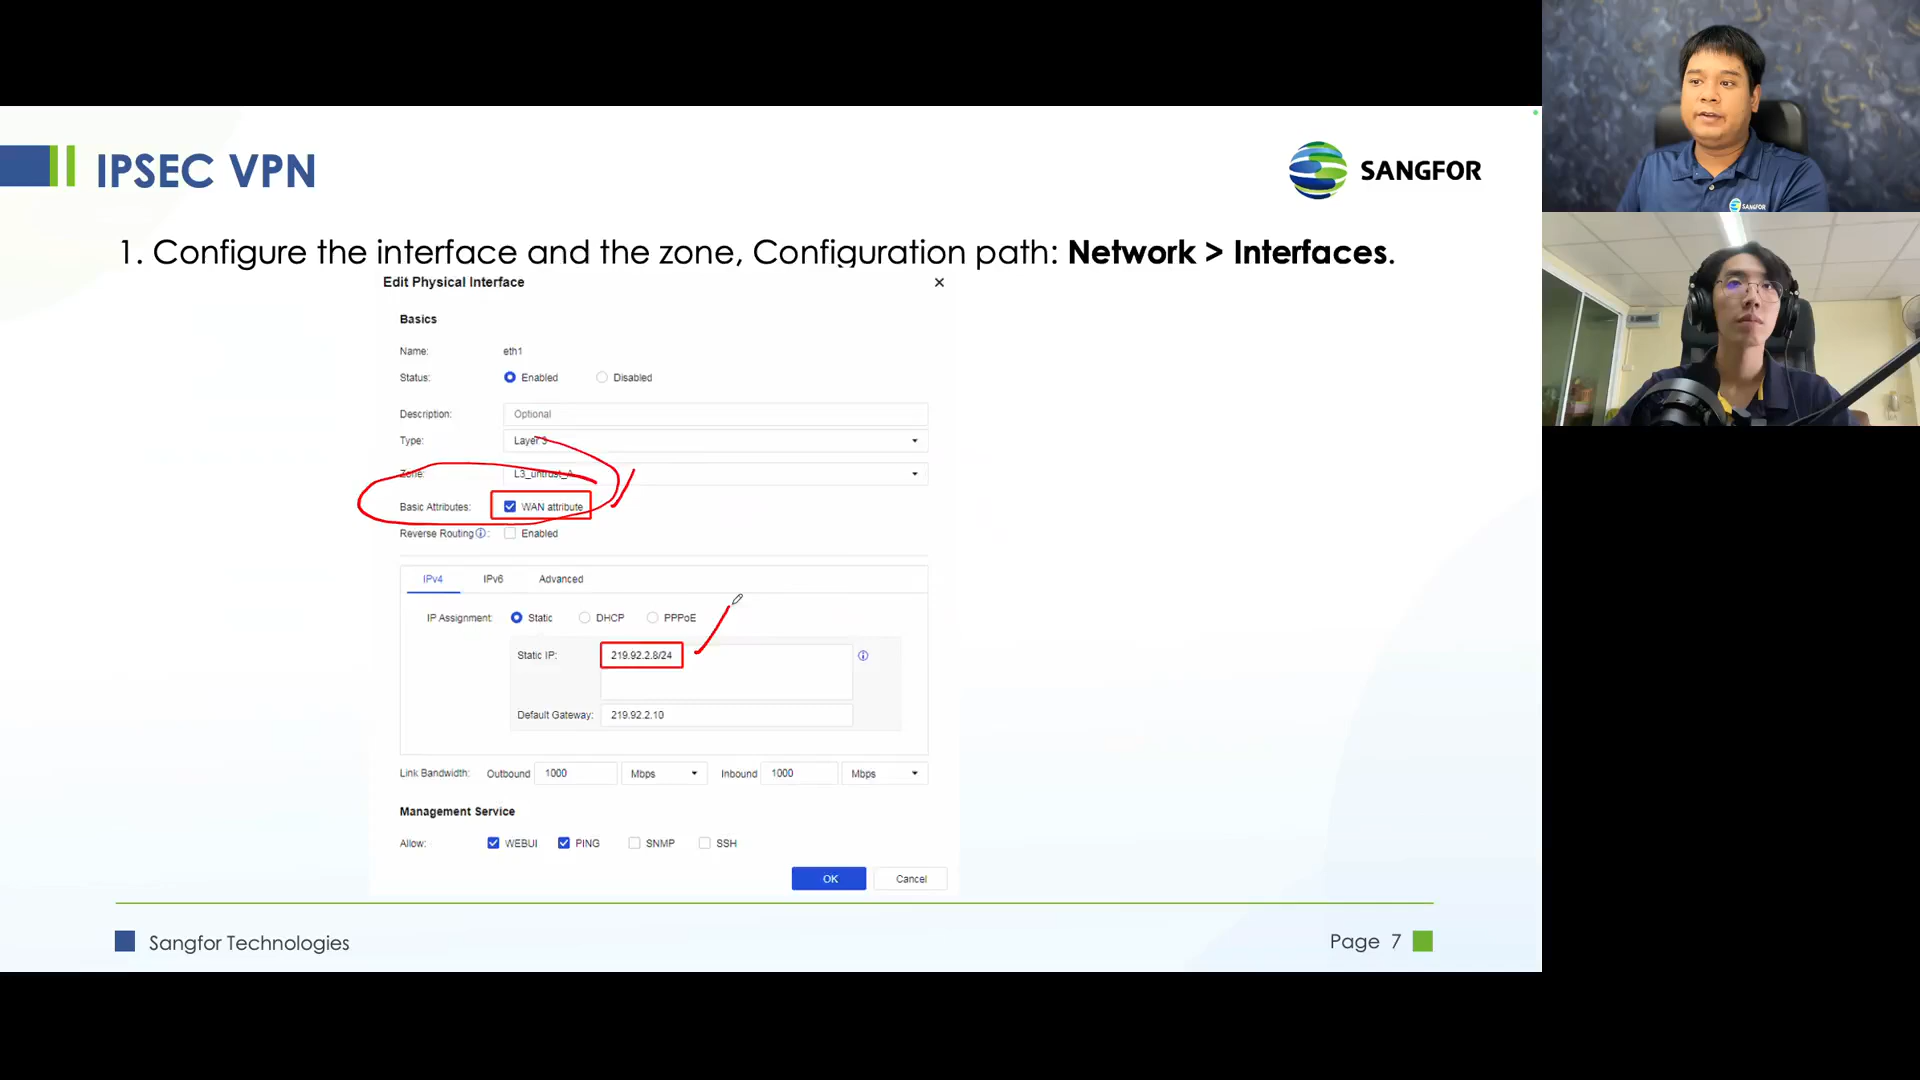 IPSEC VPN
SANGFOR
1. Configure the interface and the zone, Configuration path: Network > Interfaces.
Edit Physical Interface
Basics
Name: eth1
Status: Enabled Disabled
Description: Optional
Type: Layer 3
Zone: L3_untrust_A
Basic Attributes: WAN attribute
Reverse Routing : Enabled
IPv4 IPv6 Advanced
IP Assignment: Static DHCP PPPoE
Static IP: 219.92.2.8/24
Default Gateway: 219.92.2.10
Link Bandwidth: Outbound 1000 Mbps Inbound 1000 Mbps
Management Service
Allow: WEBUI PING SNMP SSH
OK Cancel
Sangfor Technologies
Page 7
SANGFOR